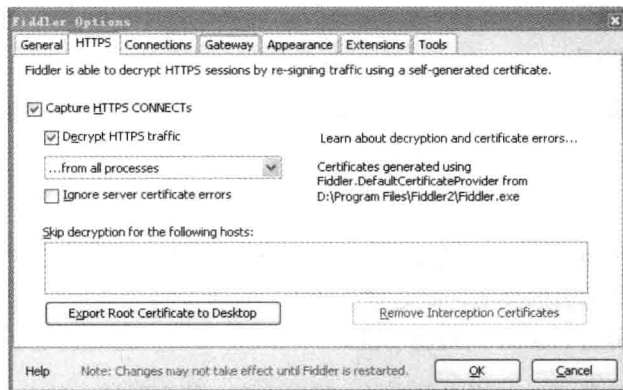 Fiddler Options
General HTTPS Connections Gateway Appearance Extensions Tools
Fiddler is able to decrypt HTTPS sessions by re-signing traffic using a self-generated certificate.
Capture HTTPS CONNECTs
Decrypt HTTPS traffic
Learn about decryption and certificate errors...
...from all processes
Certificates generated using
Fiddler.DefaultCertificateProvider from
D:\Program Files\Fiddler2\Fiddler.exe
Ignore server certificate errors
Skip decryption for the following hosts:
Export Root Certificate to Desktop
Remove Interception Certificates
Help Note: Changes may not take effect until Fiddler is restarted. OK Cancel